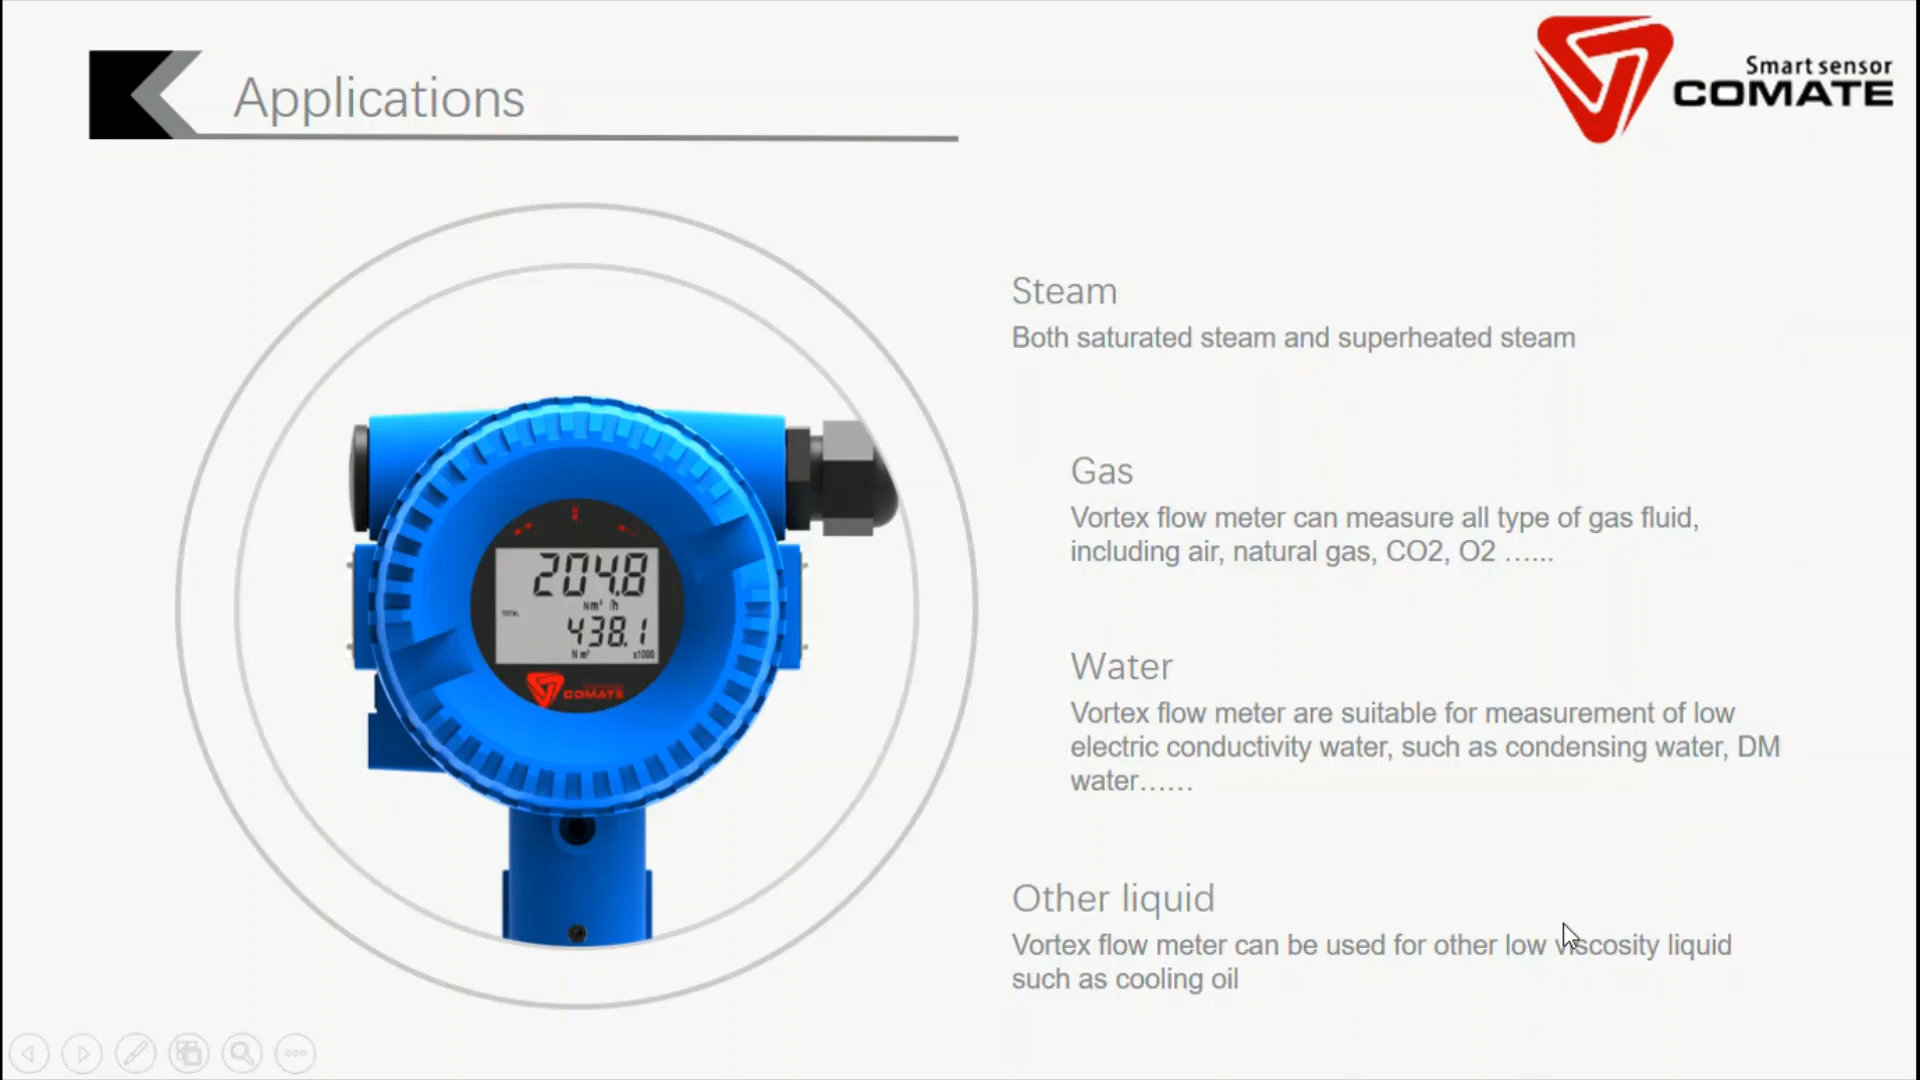 Applications
Smart sensor
COMATE
Steam
Both saturated steam and superheated steam
Gas
Vortex flow meter can measure all type of gas fluid,
including air, natural gas, CO2, O2 …...
204.8
Nm³ /h
TOTAL
438.1
N m³ x1000
COMATE
Water
Vortex flow meter are suitable for measurement of low
electric conductivity water, such as condensing water, DM
water……
Other liquid
Vortex flow meter can be used for other low viscosity liquid
such as cooling oil